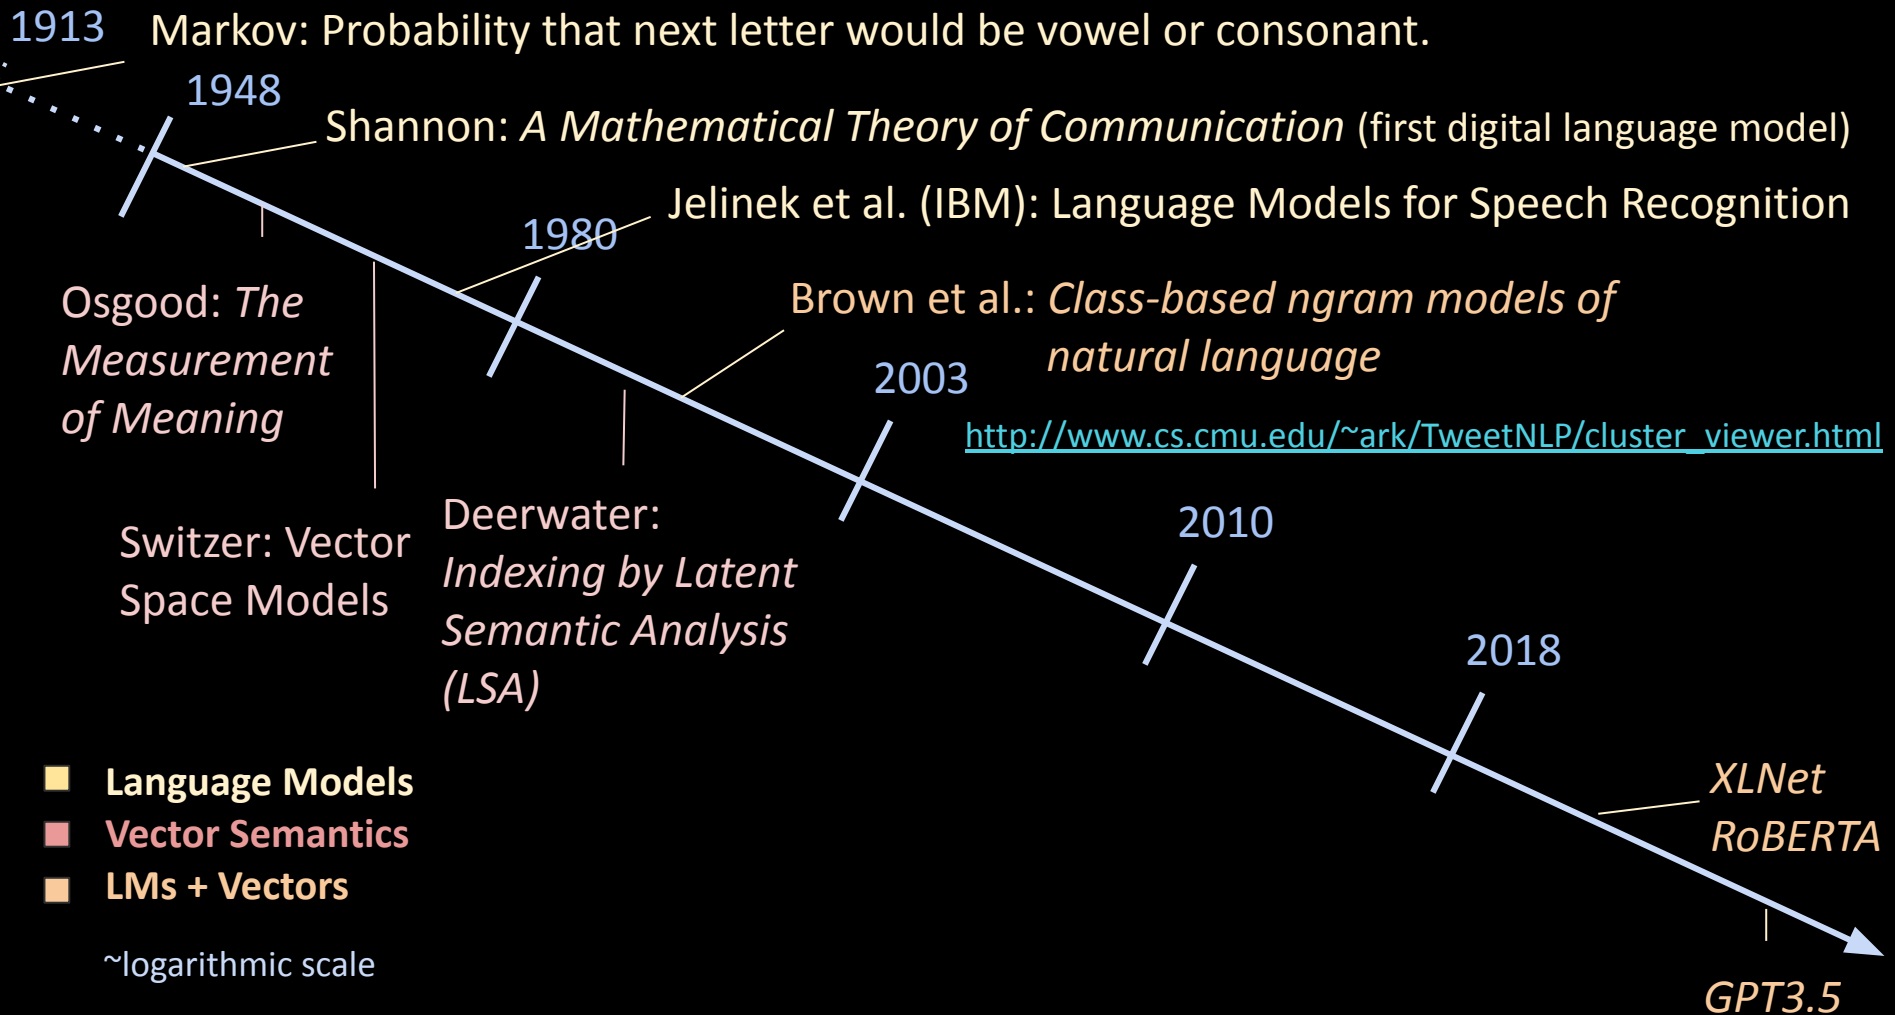 1913
Markov: Probability that next letter would be vowel or consonant.
1948
Shannon: A Mathematical Theory of Communication (first digital language model)
Jelinek et al. (IBM): Language Models for Speech Recognition
1980
Osgood: The
Measurement
of Meaning
Brown et al.: Class-based ngram models of
natural language
2003
http://www.cs.cmu.edu/~ark/TweetNLP/cluster_viewer.html
Switzer: Vector
Space Models
Deerwater:
Indexing by Latent
Semantic Analysis
(LSA)
2010
2018
Language Models
Vector Semantics
LMs + Vectors
~logarithmic scale
XLNet
RoBERTA
GPT3.5